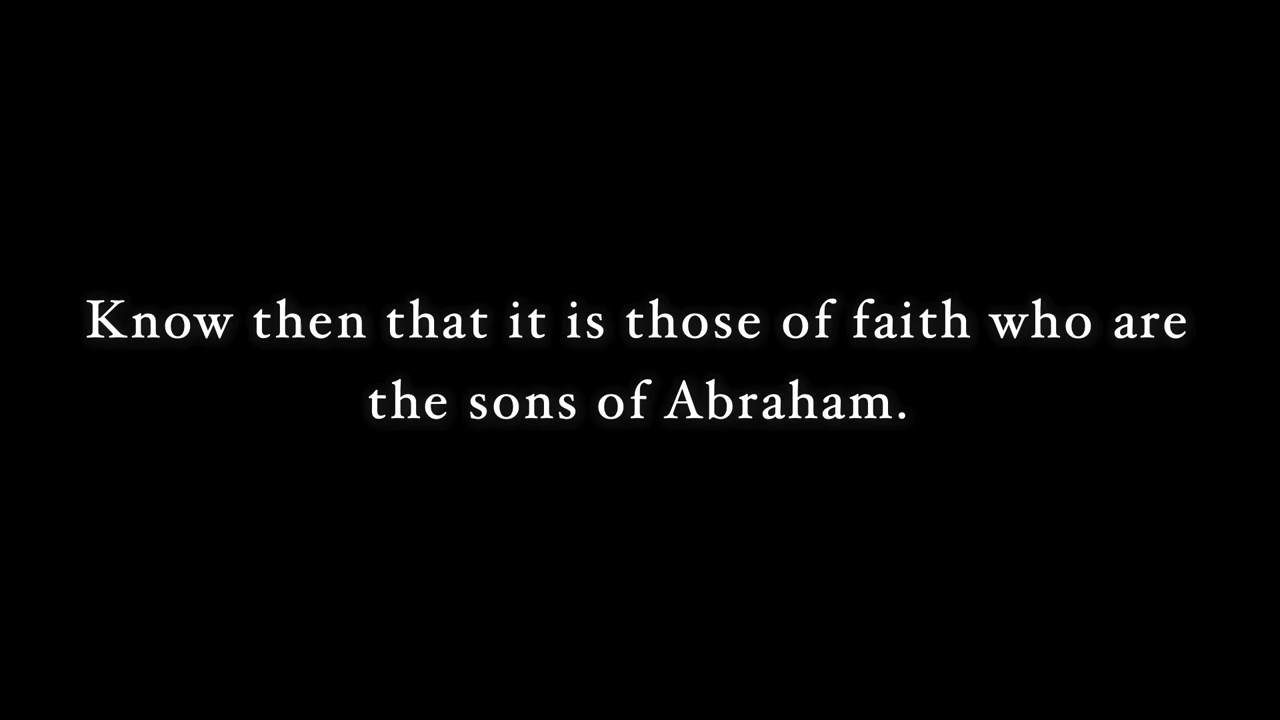 Know then that it is those of faith who are
the sons of Abraham.